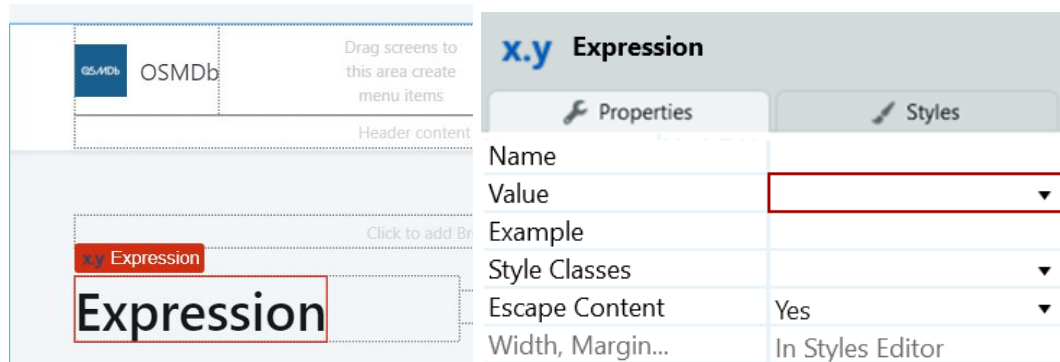 OSMDb
OSMDb
Drag screens to
this area create
menu items
Header content
Click to add Br
x.y Expression
Expression
x.y Expression
Properties
Styles
Name
Value
Example
Style Classes
Escape Content Yes
Width, Margin... In Styles Editor